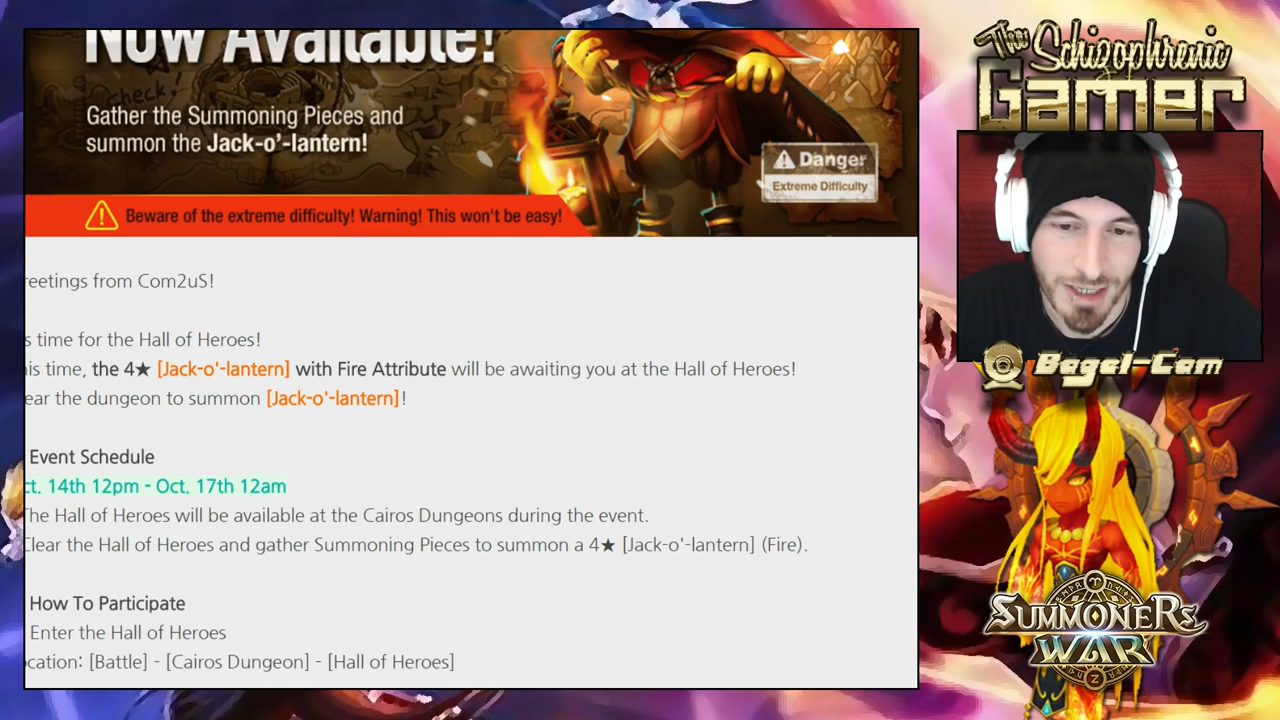 Now Available!
Gather the Summoning Pieces and
summon the Jack-o'-lantern!
Danger
Extreme Difficulty
Beware of the extreme difficulty! Warning! This won't be easy!
reetings from Com2uS!
s time for the Hall of Heroes!
his time, the 4★ [Jack-o'-lantern] with Fire Attribute will be awaiting you at the Hall of Heroes!
ear the dungeon to summon [Jack-o'-lantern]!
Event Schedule
ct. 14th 12pm - Oct. 17th 12am
The Hall of Heroes will be available at the Cairos Dungeons during the event.
Clear the Hall of Heroes and gather Summoning Pieces to summon a 4★ [Jack-o'-lantern] (Fire).
How To Participate
Enter the Hall of Heroes
ocation: [Battle] - [Cairos Dungeon] - [Hall of Heroes]
The Schizophrenic
Gamer
Bagel-Cam
SUMMONERS
WAR